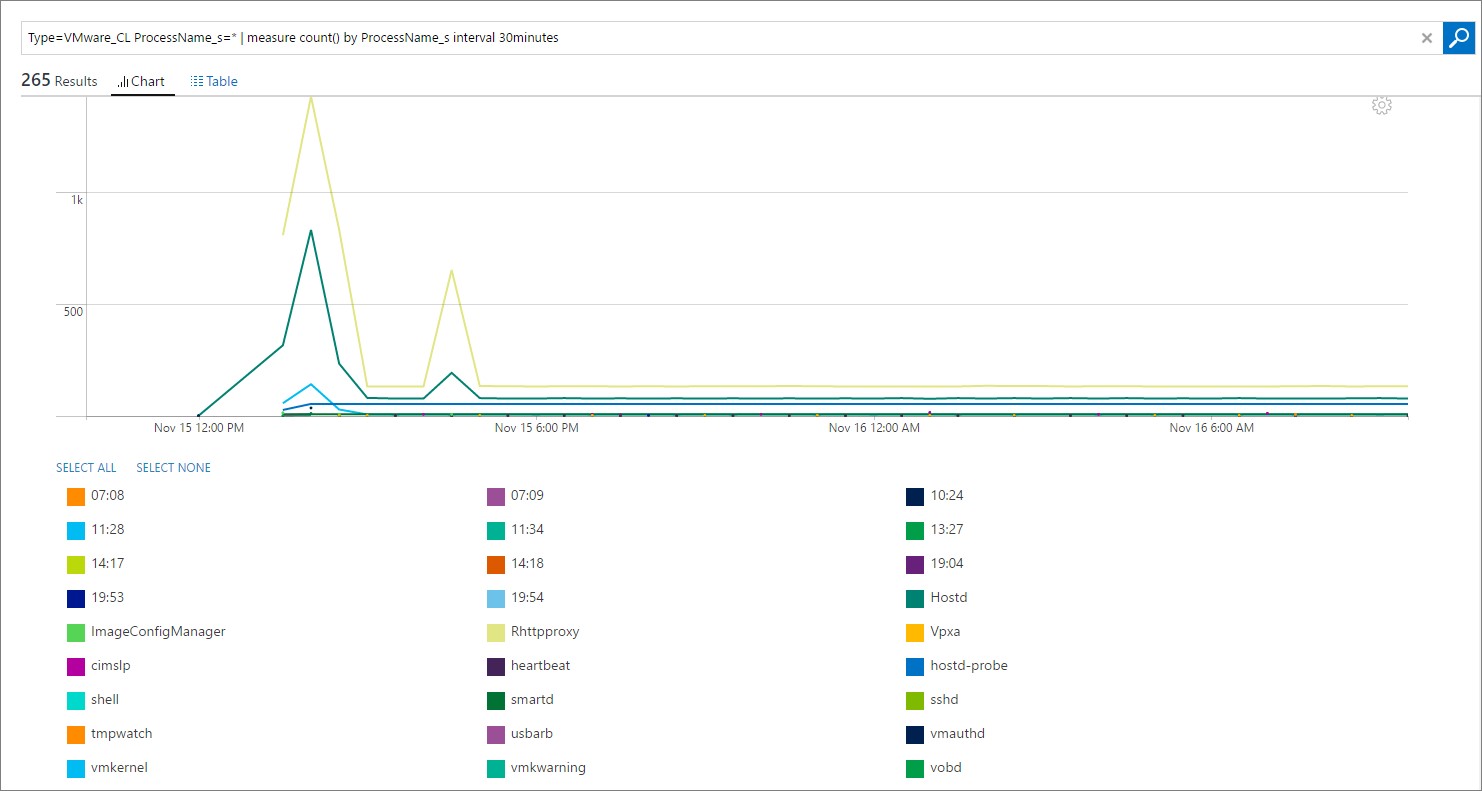 Type=VMware_CL ProcessName_s=* | measure count() by ProcessName_s interval 30minutes
265 Results Chart Table
1k
500
Nov 15 12:00 PM Nov 15 6:00 PM Nov 16 12:00 AM Nov 16 6:00 AM
SELECT ALL SELECT NONE
07:08 07:09 10:24
11:28 11:34 13:27
14:17 14:18 19:04
19:53 19:54 Hostd
ImageConfigManager Rhttpproxy Vpxa
cimslp heartbeat hostd-probe
shell smartd sshd
tmpwatch usbarb vmauthd
vmkernel vmkwarning vobd